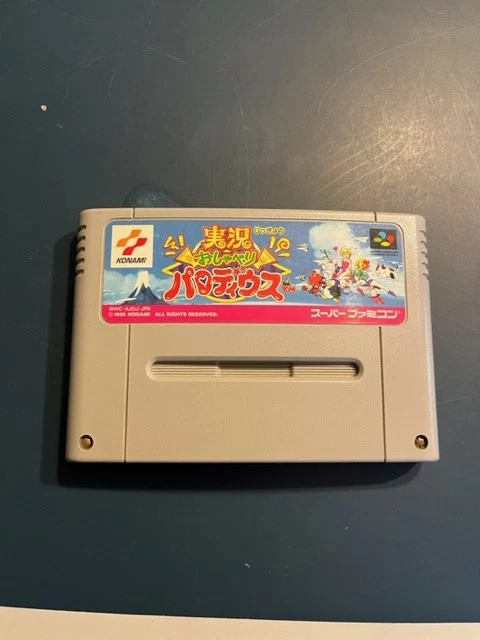 KONAMI
実況
じっきょう
おしゃべり
パロディウス
SHVC-AJOJ-JPN
© 1995 KONAMI ALL RIGHTS RESERVED.
スーパーファミコン